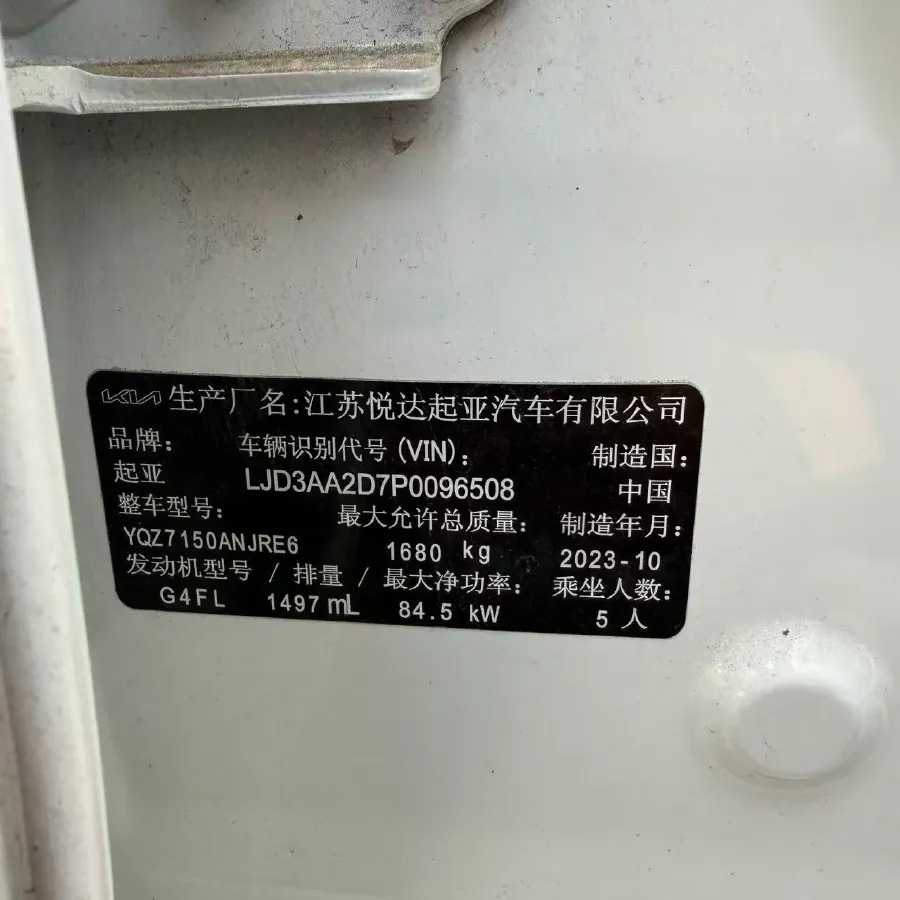 KIA 生产厂名:江苏悦达起亚汽车有限公司
品牌: 车辆识别代号(VIN): 制造国:
起亚 LJD3AA2D7P0096508 中国
整车型号: 最大允许总质量: 制造年月:
YQZ7150ANJRE6 1680 kg 2023-10
发动机型号 / 排量 / 最大净功率: 乘坐人数:
G4FL 1497 mL 84.5 kW 5 人